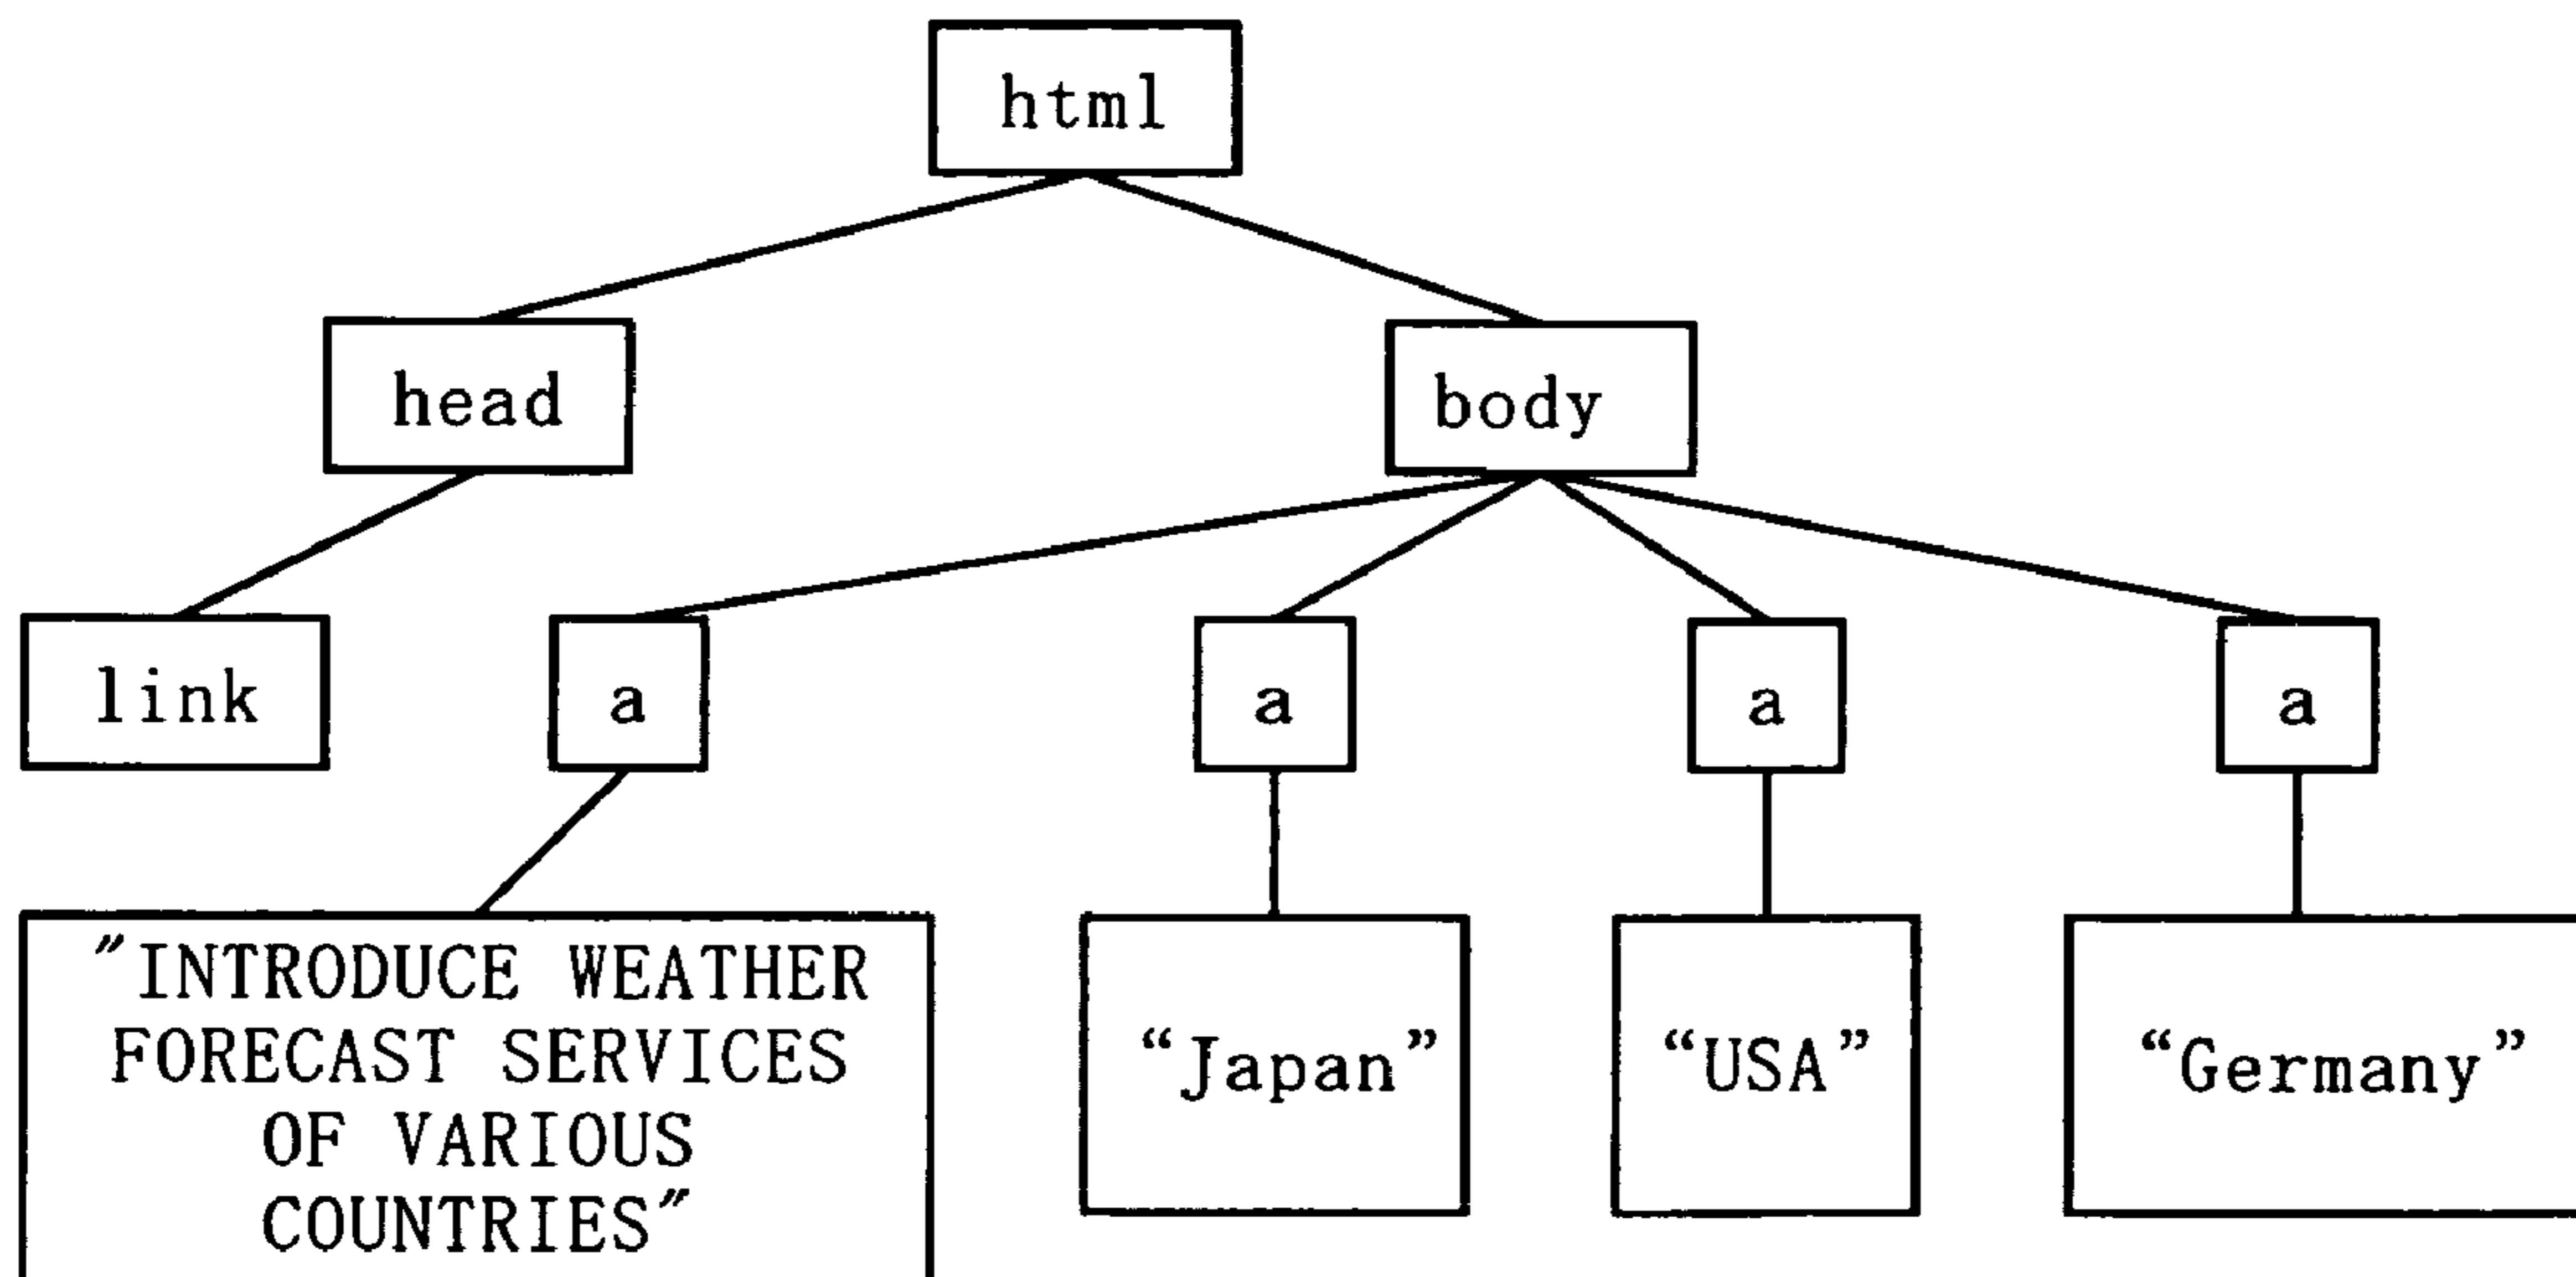 html
head
body
link
a
a
a
a
"INTRODUCE WEATHER
FORECAST SERVICES
OF VARIOUS
COUNTRIES"
“Japan”
“USA”
“Germany”